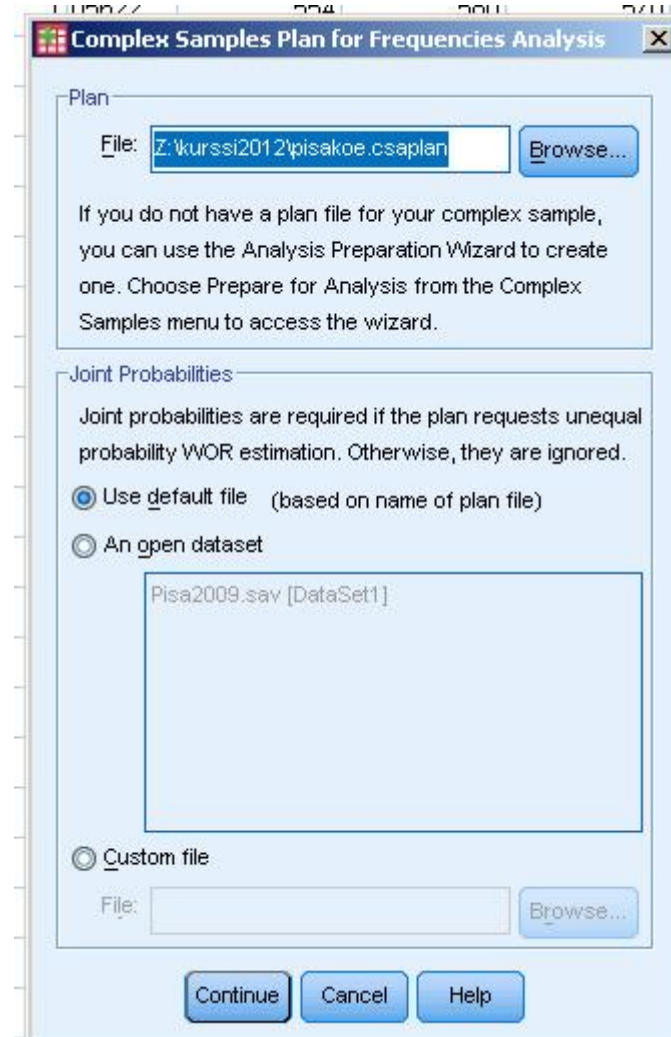 Complex Samples Plan for Frequencies Analysis
Plan
File: Z:\kurssi2012\pisakoe.csaplan Browse...
If you do not have a plan file for your complex sample,
you can use the Analysis Preparation Wizard to create
one. Choose Prepare for Analysis from the Complex
Samples menu to access the wizard.
Joint Probabilities
Joint probabilities are required if the plan requests unequal
probability WOR estimation. Otherwise, they are ignored.
Use default file (based on name of plan file)
An open dataset
Pisa2009.sav [DataSet1]
Custom file
File: Browse...
Continue Cancel Help